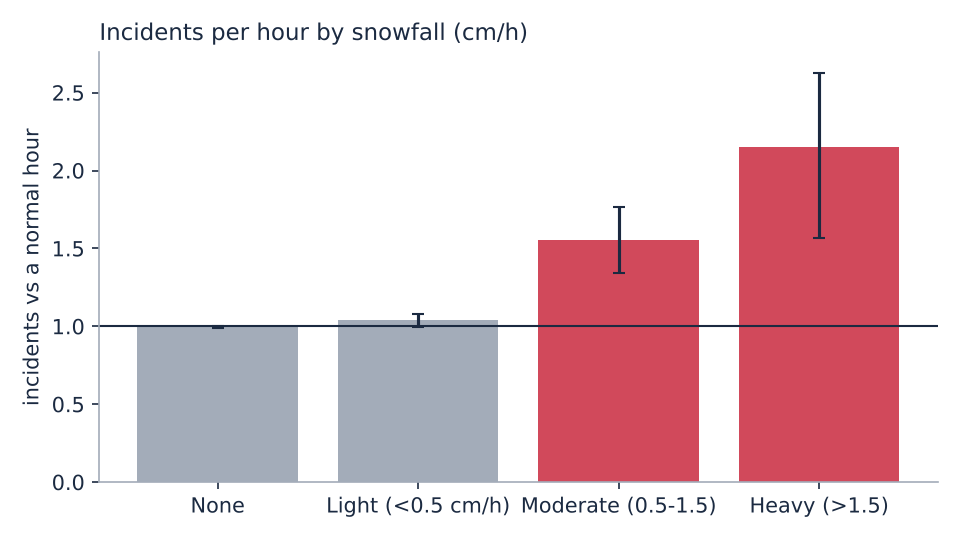 Incidents per hour by snowfall (cm/h)
incidents vs a normal hour
2.5
2.0
1.5
1.0
0.5
0.0
None
Light (<0.5 cm/h)
Moderate (0.5-1.5)
Heavy (>1.5)